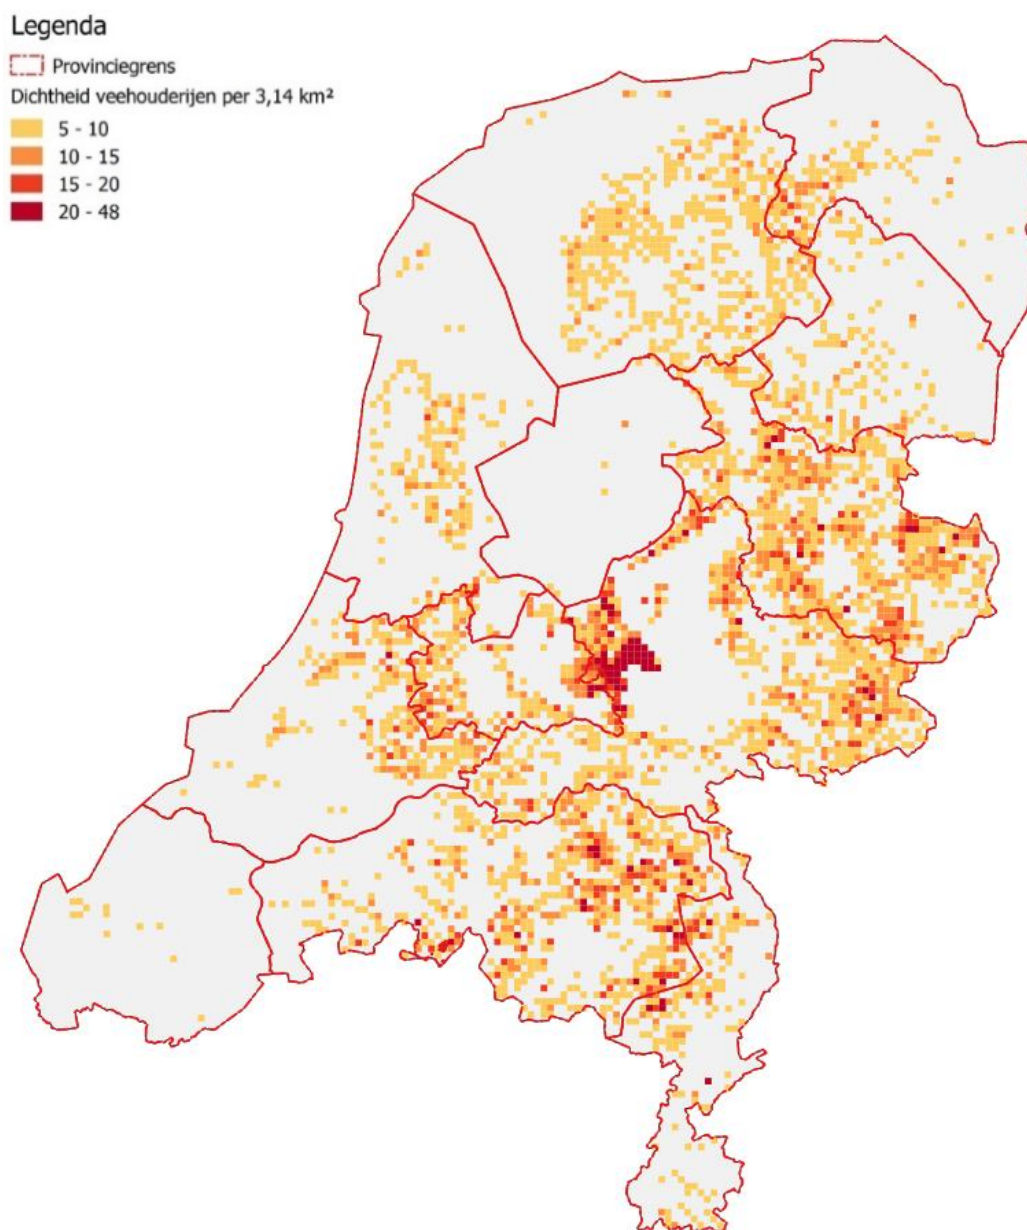 Legenda
Provinciegrens
Dichtheid veehouderijen per 3,14 km²
5 - 10
10 - 15
15 - 20
20 - 48